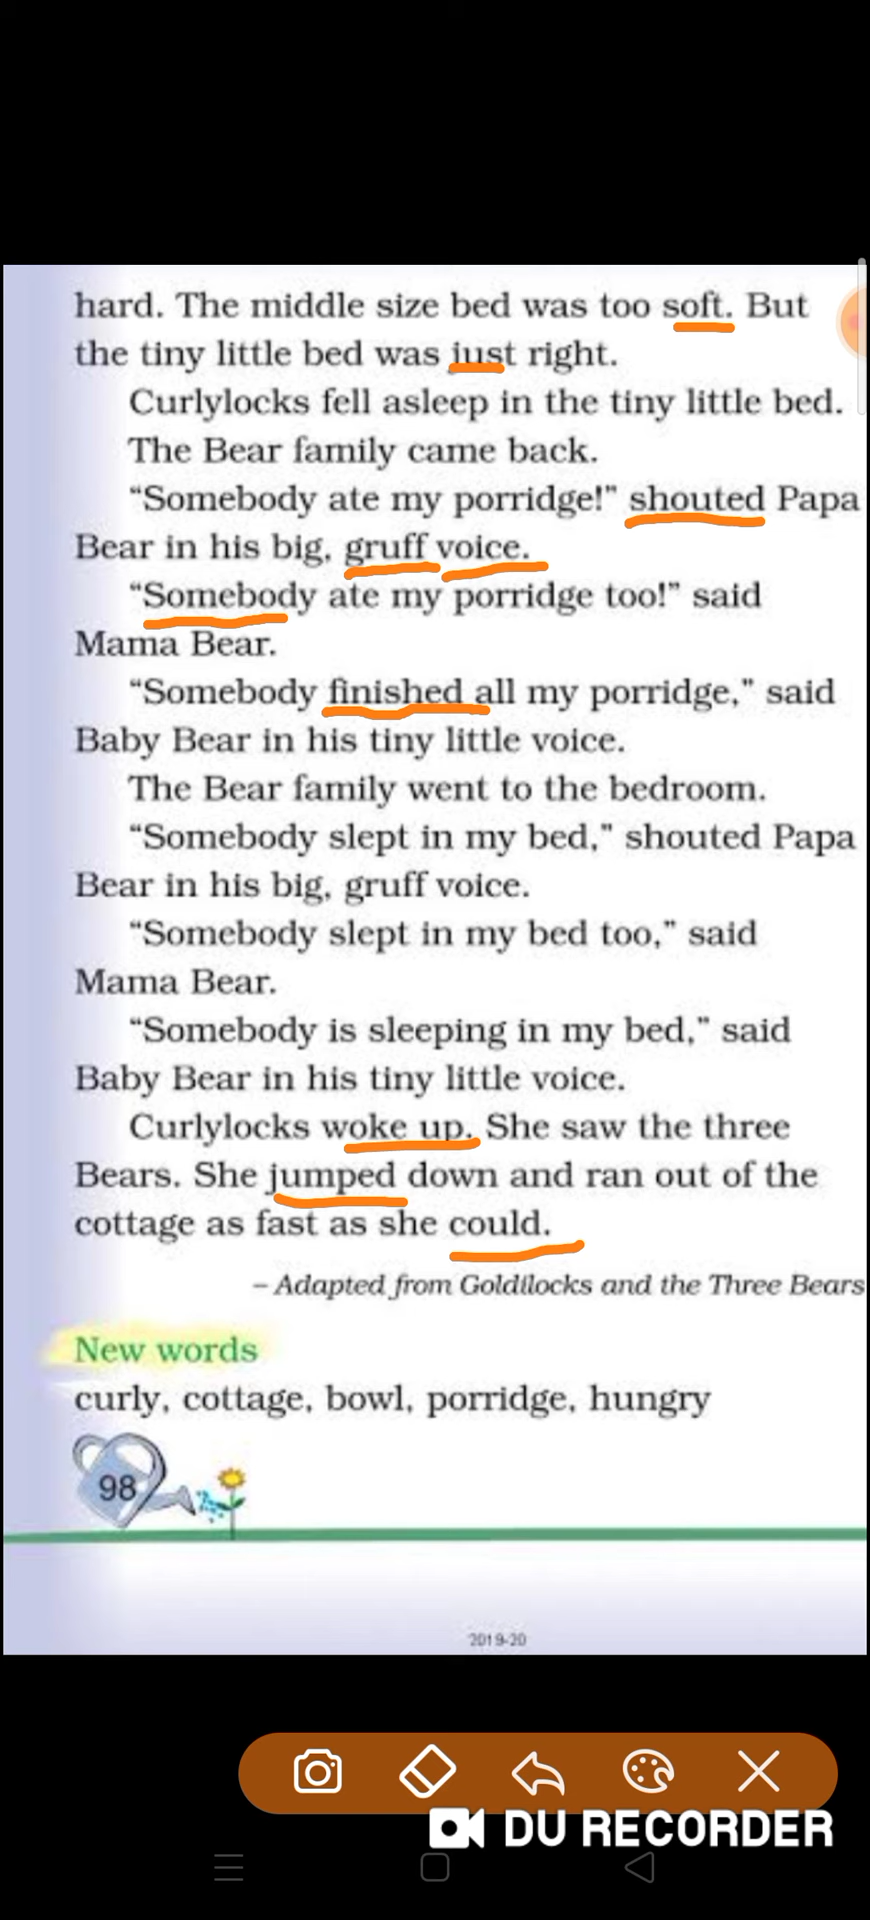 hard. The middle size bed was too soft. But
the tiny little bed was just right.
Curlylocks fell asleep in the tiny little bed.
The Bear family came back.
“Somebody ate my porridge!” shouted Papa
Bear in his big, gruff voice.
“Somebody ate my porridge too!” said
Mama Bear.
“Somebody finished all my porridge,” said
Baby Bear in his tiny little voice.
The Bear family went to the bedroom.
“Somebody slept in my bed,” shouted Papa
Bear in his big, gruff voice.
“Somebody slept in my bed too,” said
Mama Bear.
“Somebody is sleeping in my bed,” said
Baby Bear in his tiny little voice.
Curlylocks woke up. She saw the three
Bears. She jumped down and ran out of the
cottage as fast as she could.
– Adapted from Goldilocks and the Three Bears
New words
curly, cottage, bowl, porridge, hungry
98
2019-20
DU RECORDER